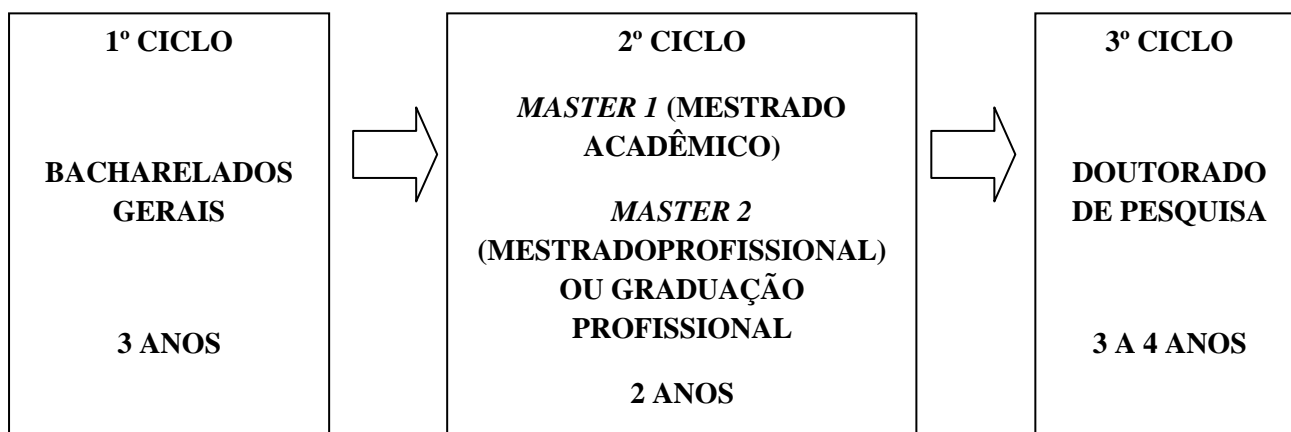 1º CICLO
BACHARELADOS
GERAIS
3 ANOS
2º CICLO
MASTER 1 (MESTRADO
ACADÊMICO)
MASTER 2
(MESTRADOPROFISSIONAL)
OU GRADUAÇÃO
PROFISSIONAL
2 ANOS
3º CICLO
DOUTORADO
DE PESQUISA
3 A 4 ANOS